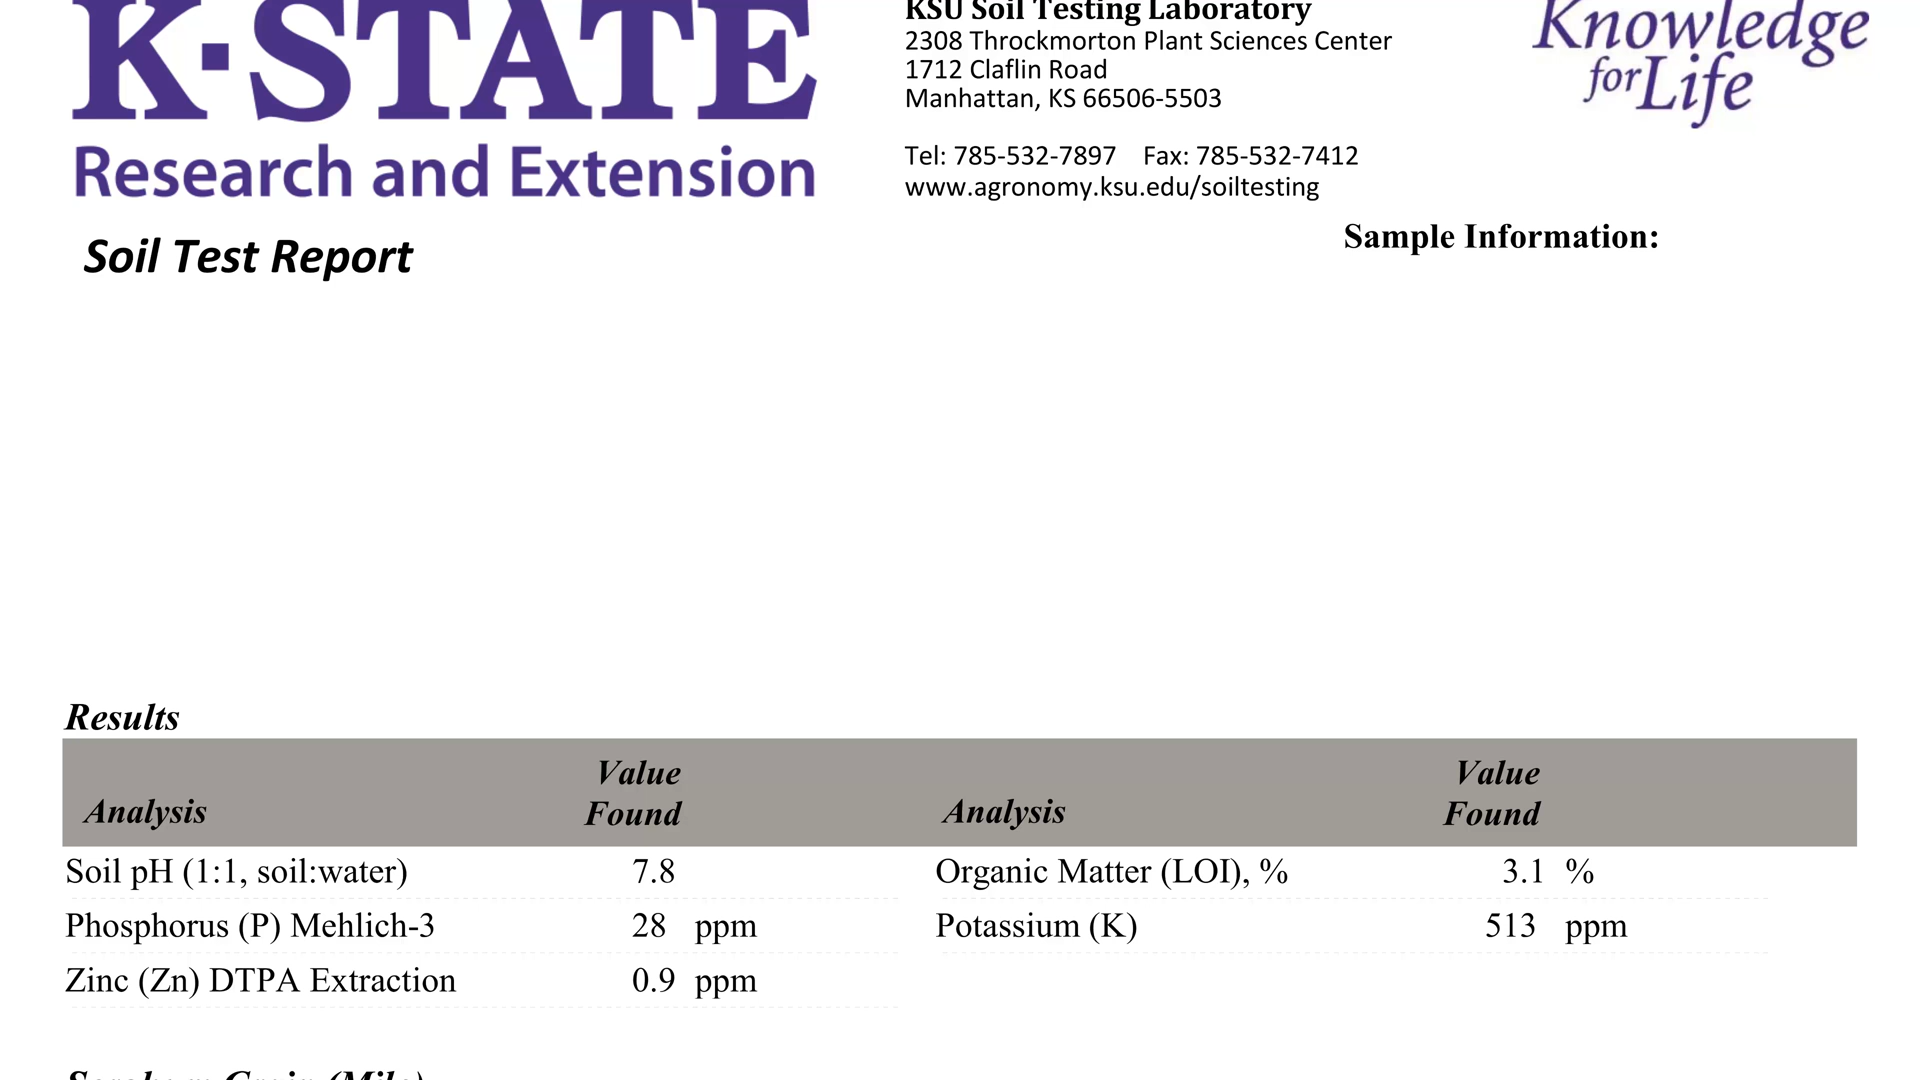 K·STATE
Research and Extension
KSU Soil Testing Laboratory
2308 Throckmorton Plant Sciences Center
1712 Claflin Road
Manhattan, KS 66506-5503
Tel: 785-532-7897 Fax: 785-532-7412
www.agronomy.ksu.edu/soiltesting
Knowledge
for Life
Soil Test Report
Sample Information:
Results
Analysis Value Found Analysis Value Found
Soil pH (1:1, soil:water) 7.8 Organic Matter (LOI), % 3.1 %
Phosphorus (P) Mehlich-3 28 ppm Potassium (K) 513 ppm
Zinc (Zn) DTPA Extraction 0.9 ppm
Sorghum Grain (Milo)